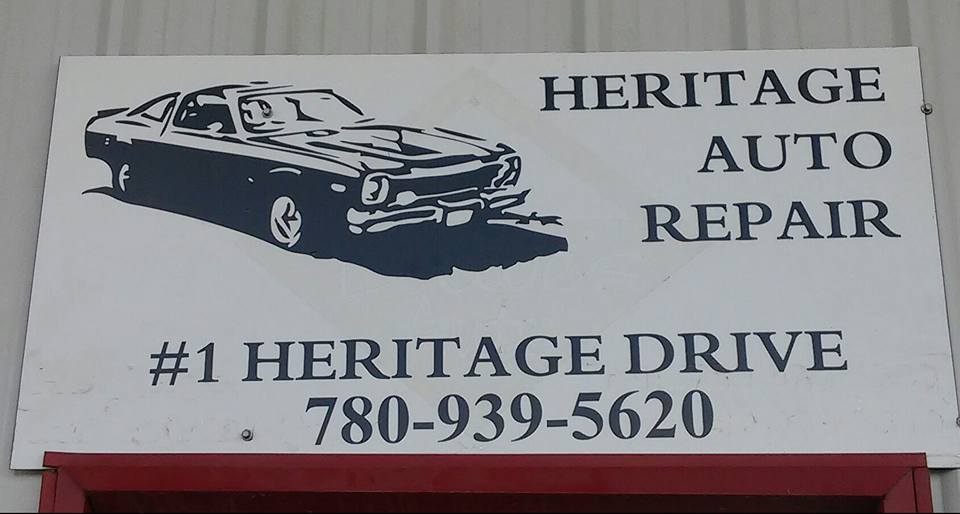 HERITAGE
AUTO
REPAIR
#1 HERITAGE DRIVE
780-939-5620